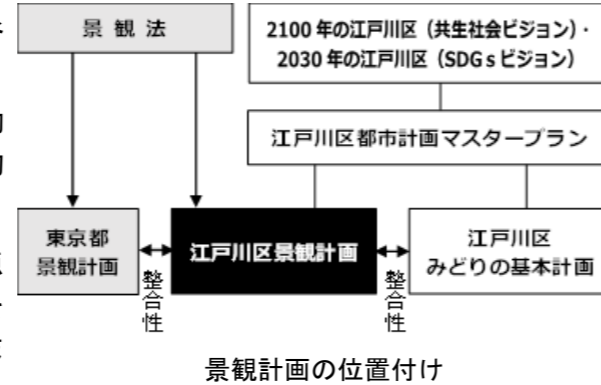 景観法
2100年の江戸川区（共生社会ビジョン）・
2030年の江戸川区（SDGsビジョン）
江戸川区都市計画マスタープラン
東京都
景観計画
整合性
江戸川区景観計画
整合性
江戸川区
みどりの基本計画
景観計画の位置付け